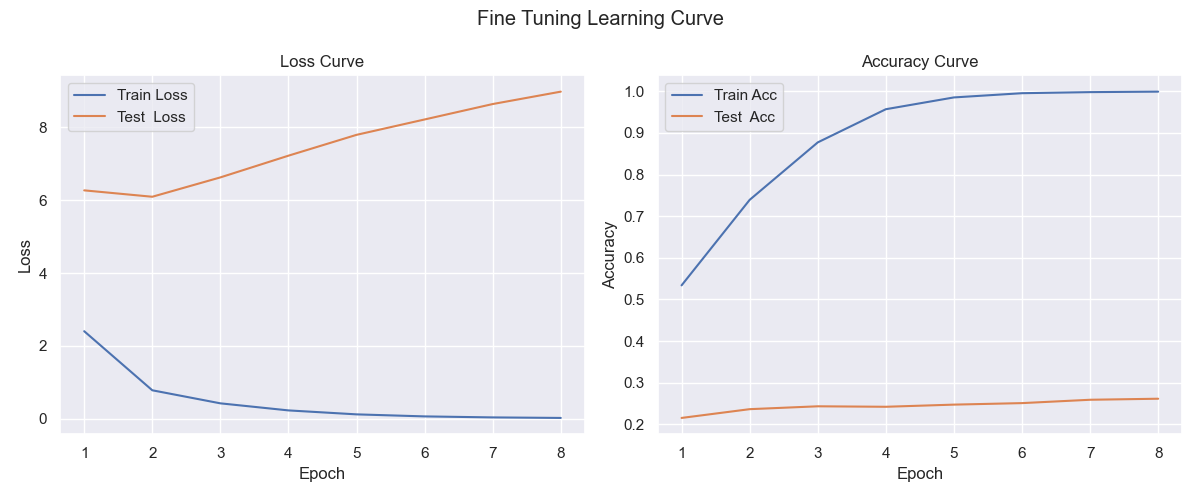 Fine Tuning Learning Curve
Loss Curve
Train Loss
Test  Loss
Loss
8
6
4
2
0
1 2 3 4 5 6 7 8
Epoch
Accuracy Curve
Train Acc
Test  Acc
Accuracy
1.0
0.9
0.8
0.7
0.6
0.5
0.4
0.3
0.2
1 2 3 4 5 6 7 8
Epoch